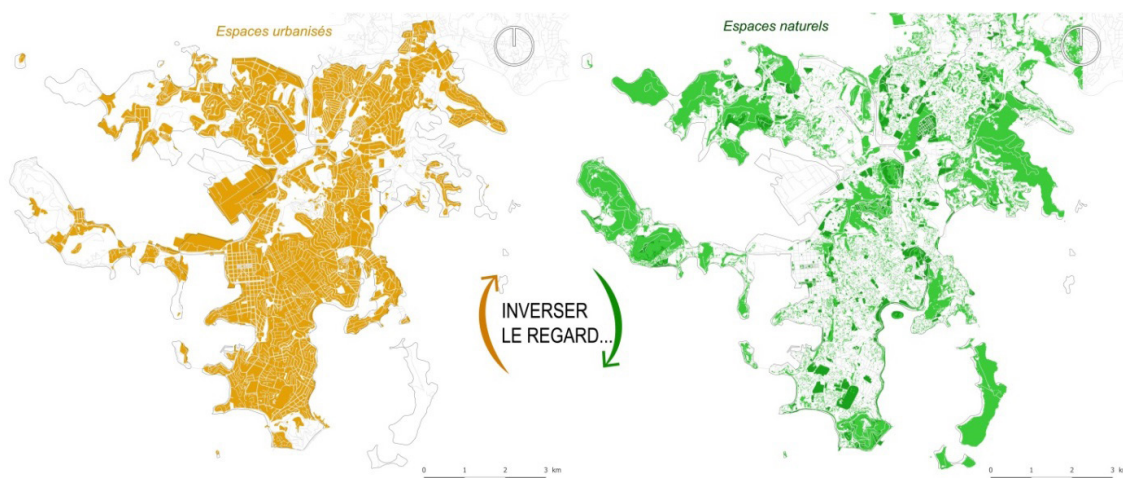 Espaces urbanisés
Espaces naturels
INVERSER
LE REGARD...
0 1 2 3 km
0 1 2 3 km